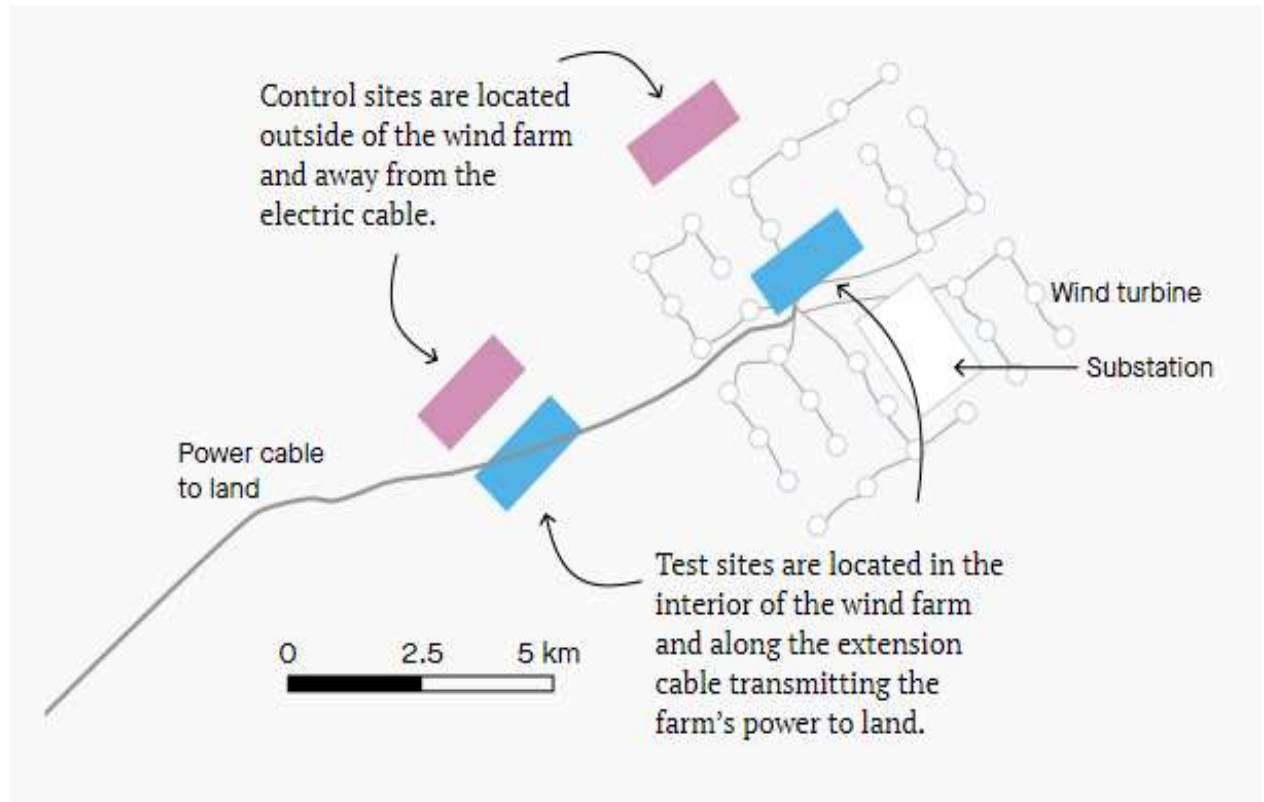 Control sites are located
outside of the wind farm
and away from the
electric cable.
Wind turbine
Substation
Power cable
to land
Test sites are located in the
interior of the wind farm
and along the extension
cable transmitting the
farm's power to land.
0 2.5 5 km